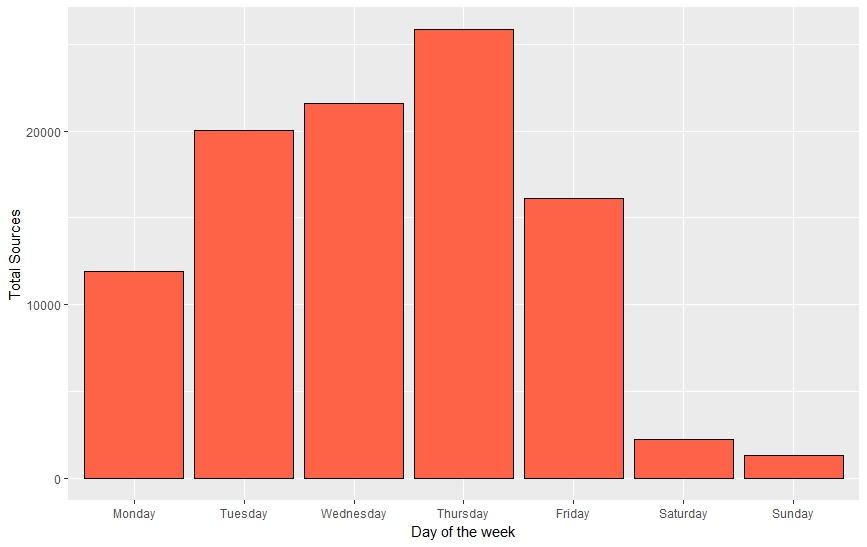 Total Sources
20000
10000
0
Monday Tuesday Wednesday Thursday Friday Saturday Sunday
Day of the week